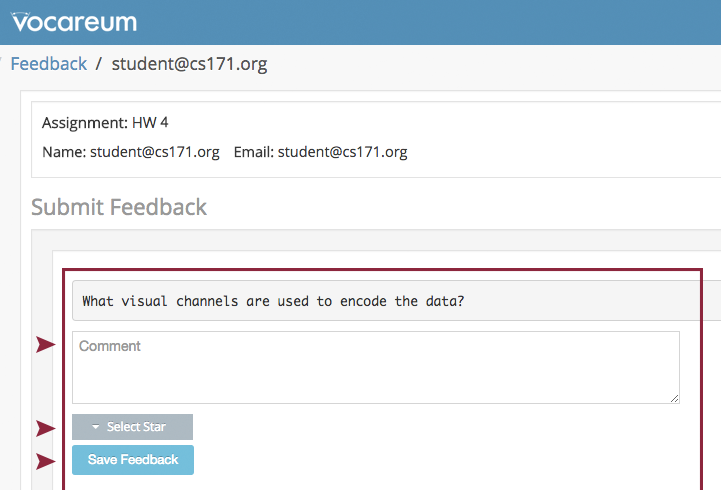 Vocareum
/ Feedback / student@cs171.org
Assignment: HW 4
Name: student@cs171.org Email: student@cs171.org
Submit Feedback
What visual channels are used to encode the data?
Comment
Select Star
Save Feedback